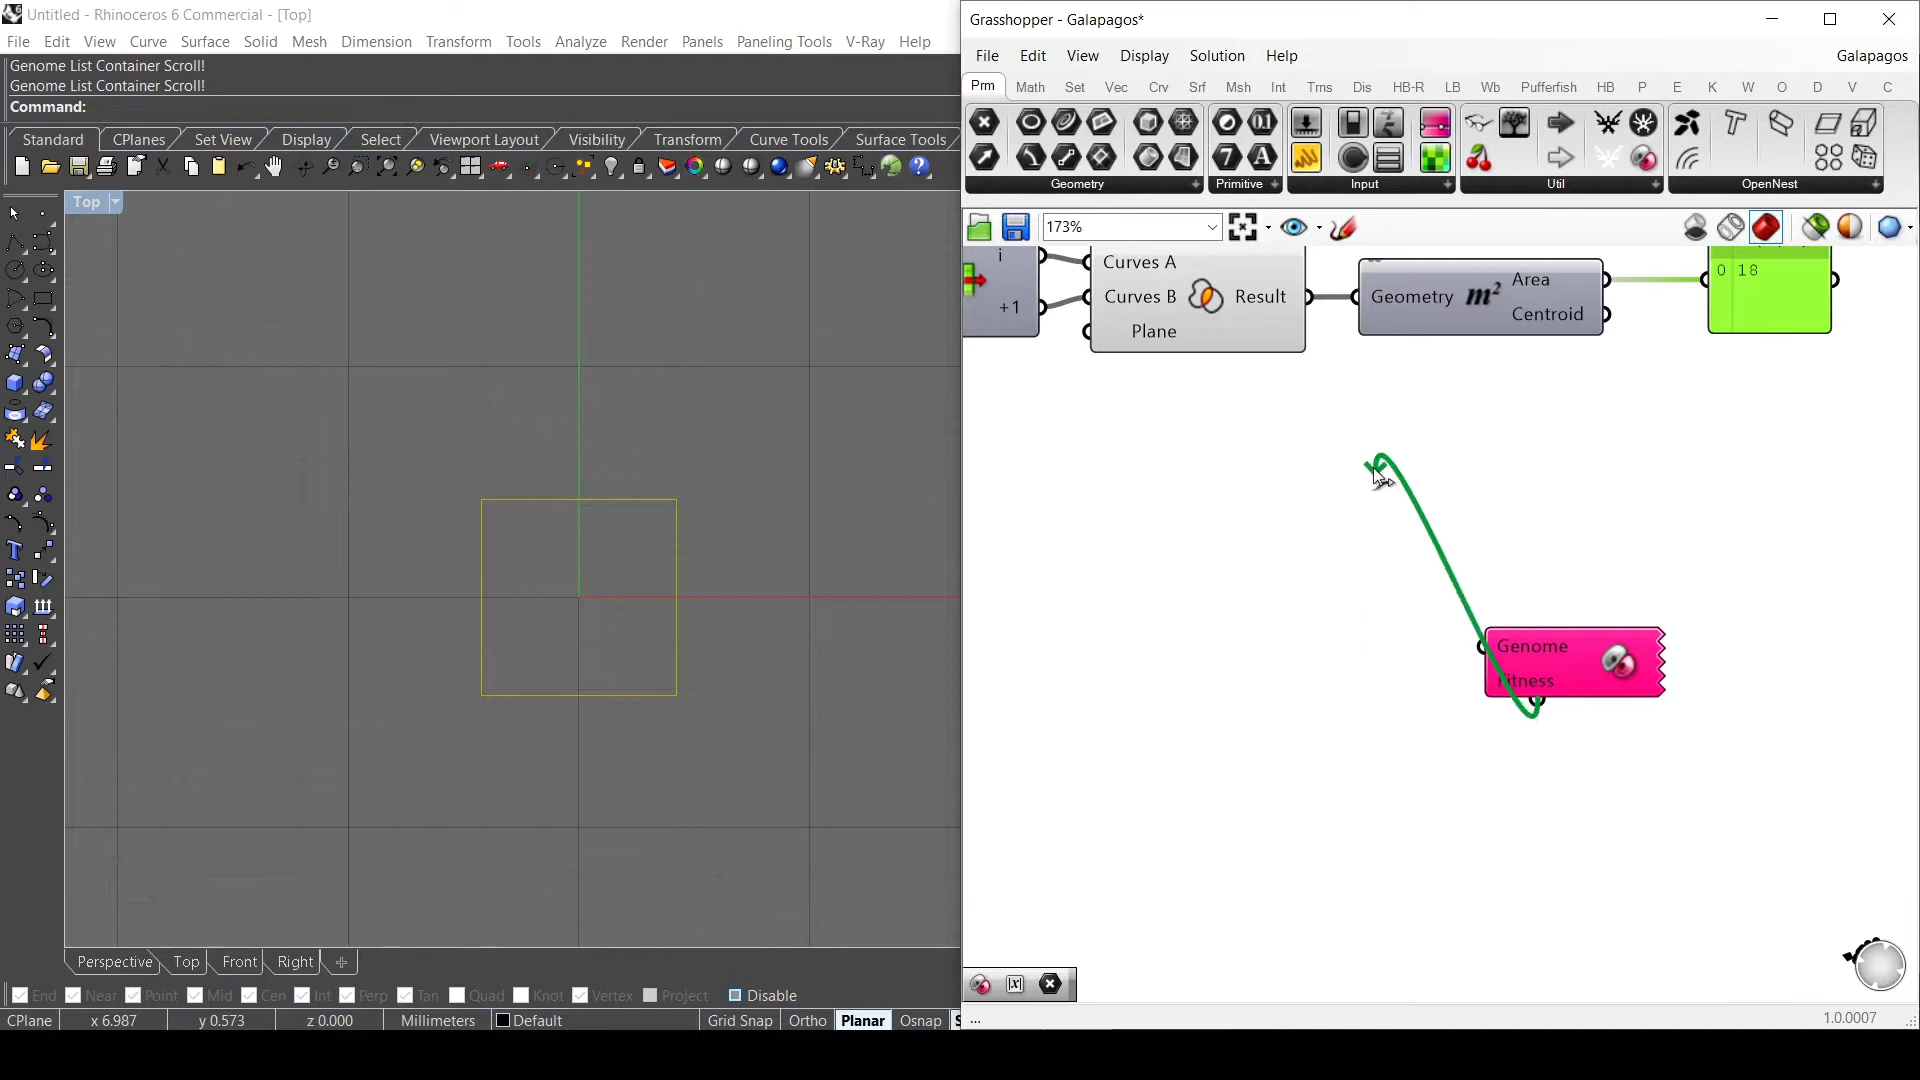 Untitled - Rhinoceros 6 Commercial - [Top]
File Edit View Curve Surface Solid Mesh Dimension Transform Tools Analyze Render Panels Paneling Tools V-Ray Help
Genome List Container Scroll!
Genome List Container Scroll!
Command:
Standard CPlanes Set View Display Select Viewport Layout Visibility Transform Curve Tools Surface Tools
Top
Perspective Top Front Right
End Near Point Mid Cen Int Perp Tan Quad Knot Vertex Project Disable
CPlane x 6.987 y 0.573 z 0.000 Millimeters Default Grid Snap Ortho Planar Osnap S
Grasshopper - Galapagos*
File Edit View Display Solution Help Galapagos
Prm Math Set Vec Crv Srf Msh Int Trns Dis HB-R LB Wb Pufferfish HB P E K W O D V C
Geometry Primitive Input Util OpenNest
173%
i
+1
Curves A
Curves B
Plane
Result
Geometry
m²
Area
Centroid
0 18
Genome
Fitness
...
1.0.0007